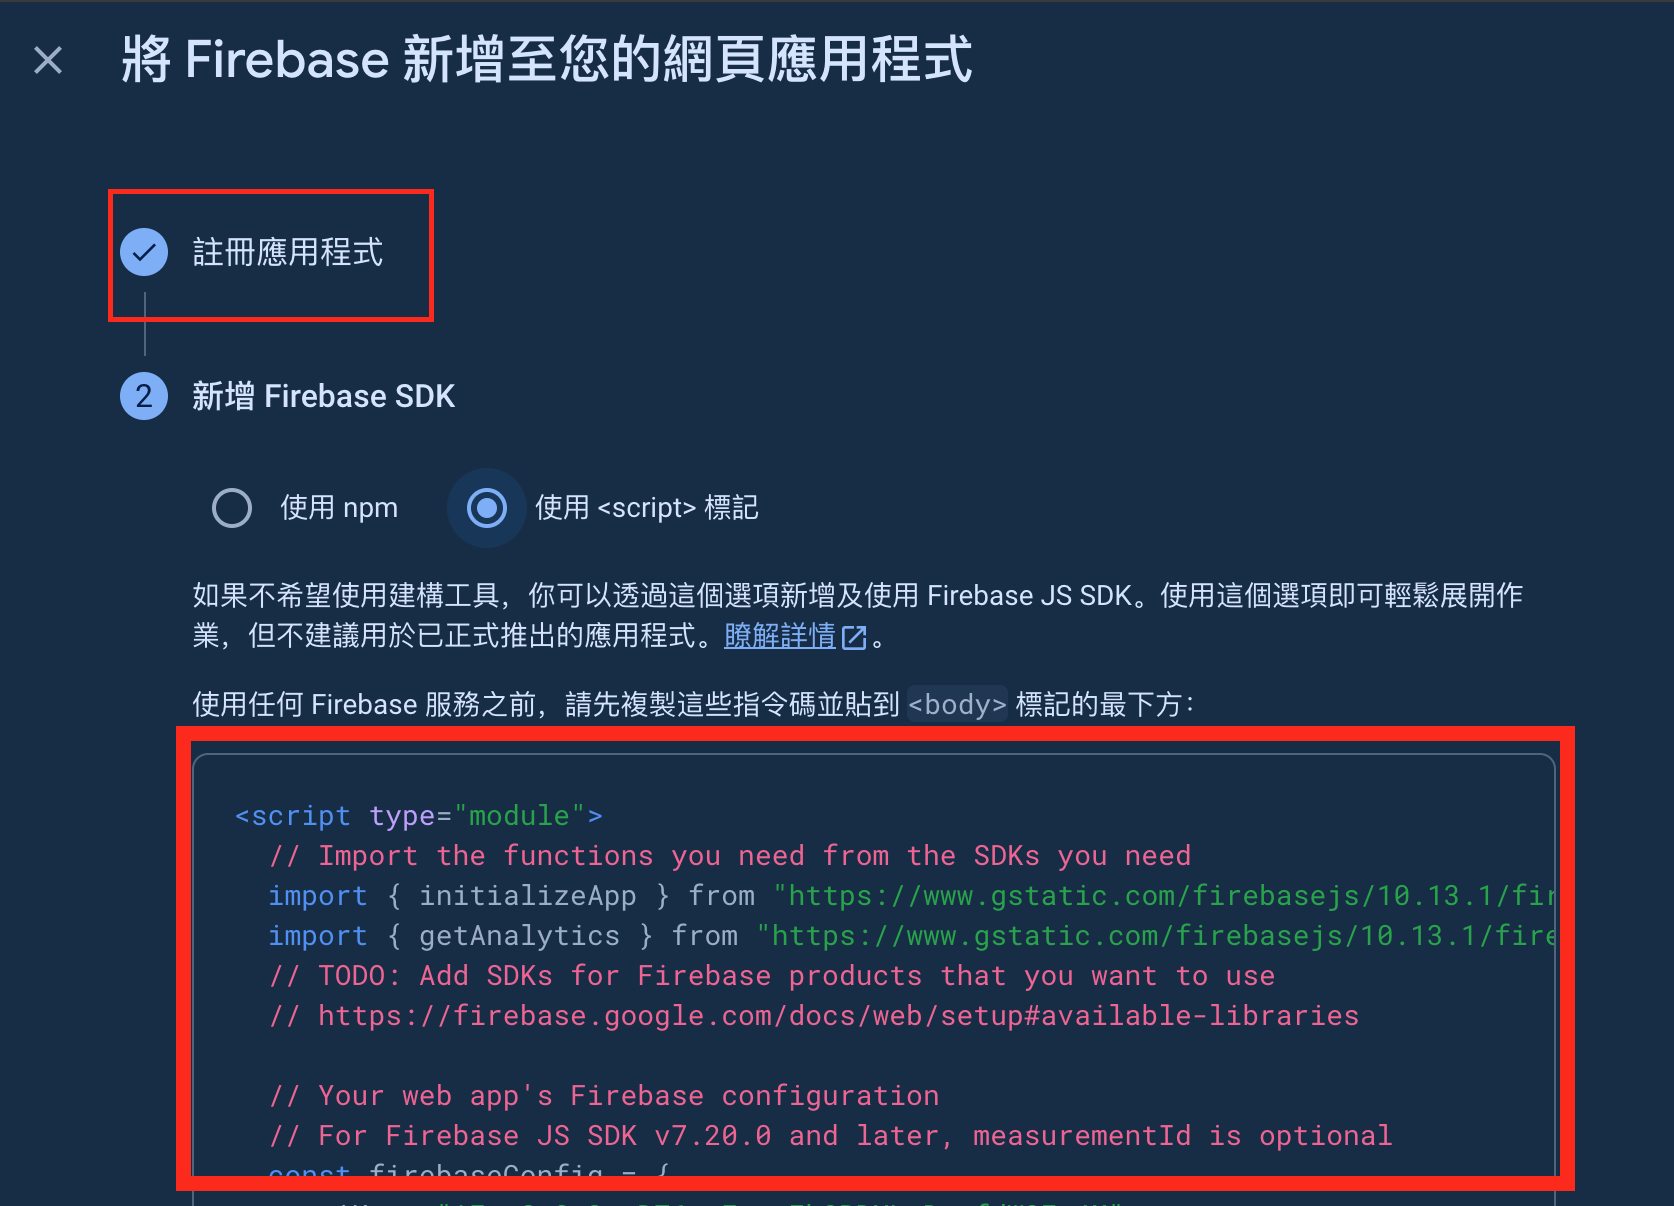 將 Firebase 新增至您的網頁應用程式
註冊應用程式
2 新增 Firebase SDK
使用 npm 使用 <script> 標記
如果不希望使用建構工具，你可以透過這個選項新增及使用 Firebase JS SDK。使用這個選項即可輕鬆展開作
業，但不建議用於已正式推出的應用程式。瞭解詳情。
使用任何 Firebase 服務之前，請先複製這些指令碼並貼到 <body> 標記的最下方：
<script type="module">
// Import the functions you need from the SDKs you need
import { initializeApp } from "https://www.gstatic.com/firebasejs/10.13.1/fir
import { getAnalytics } from "https://www.gstatic.com/firebasejs/10.13.1/fire
// TODO: Add SDKs for Firebase products that you want to use
// https://firebase.google.com/docs/web/setup#available-libraries
// Your web app's Firebase configuration
// For Firebase JS SDK v7.20.0 and later, measurementId is optional
const firebaseConfig = {